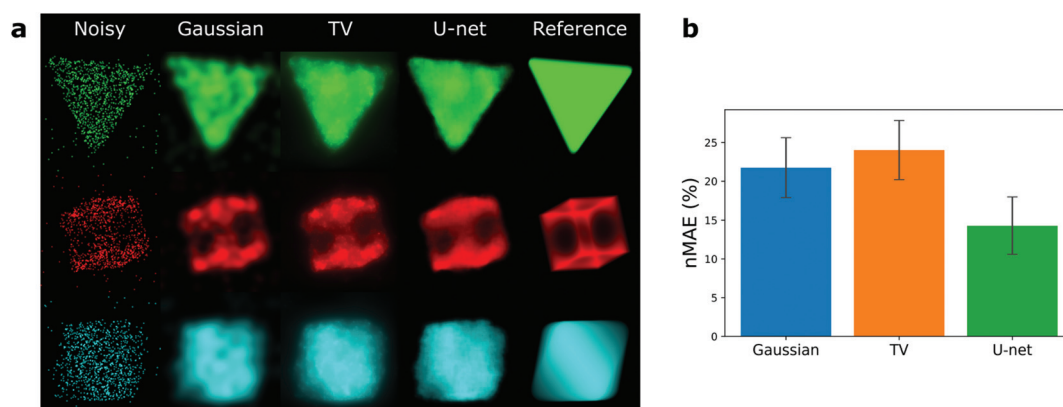 a
Noisy Gaussian TV U-net Reference
b
nMAE (%)
25
20
15
10
5
0
Gaussian TV U-net